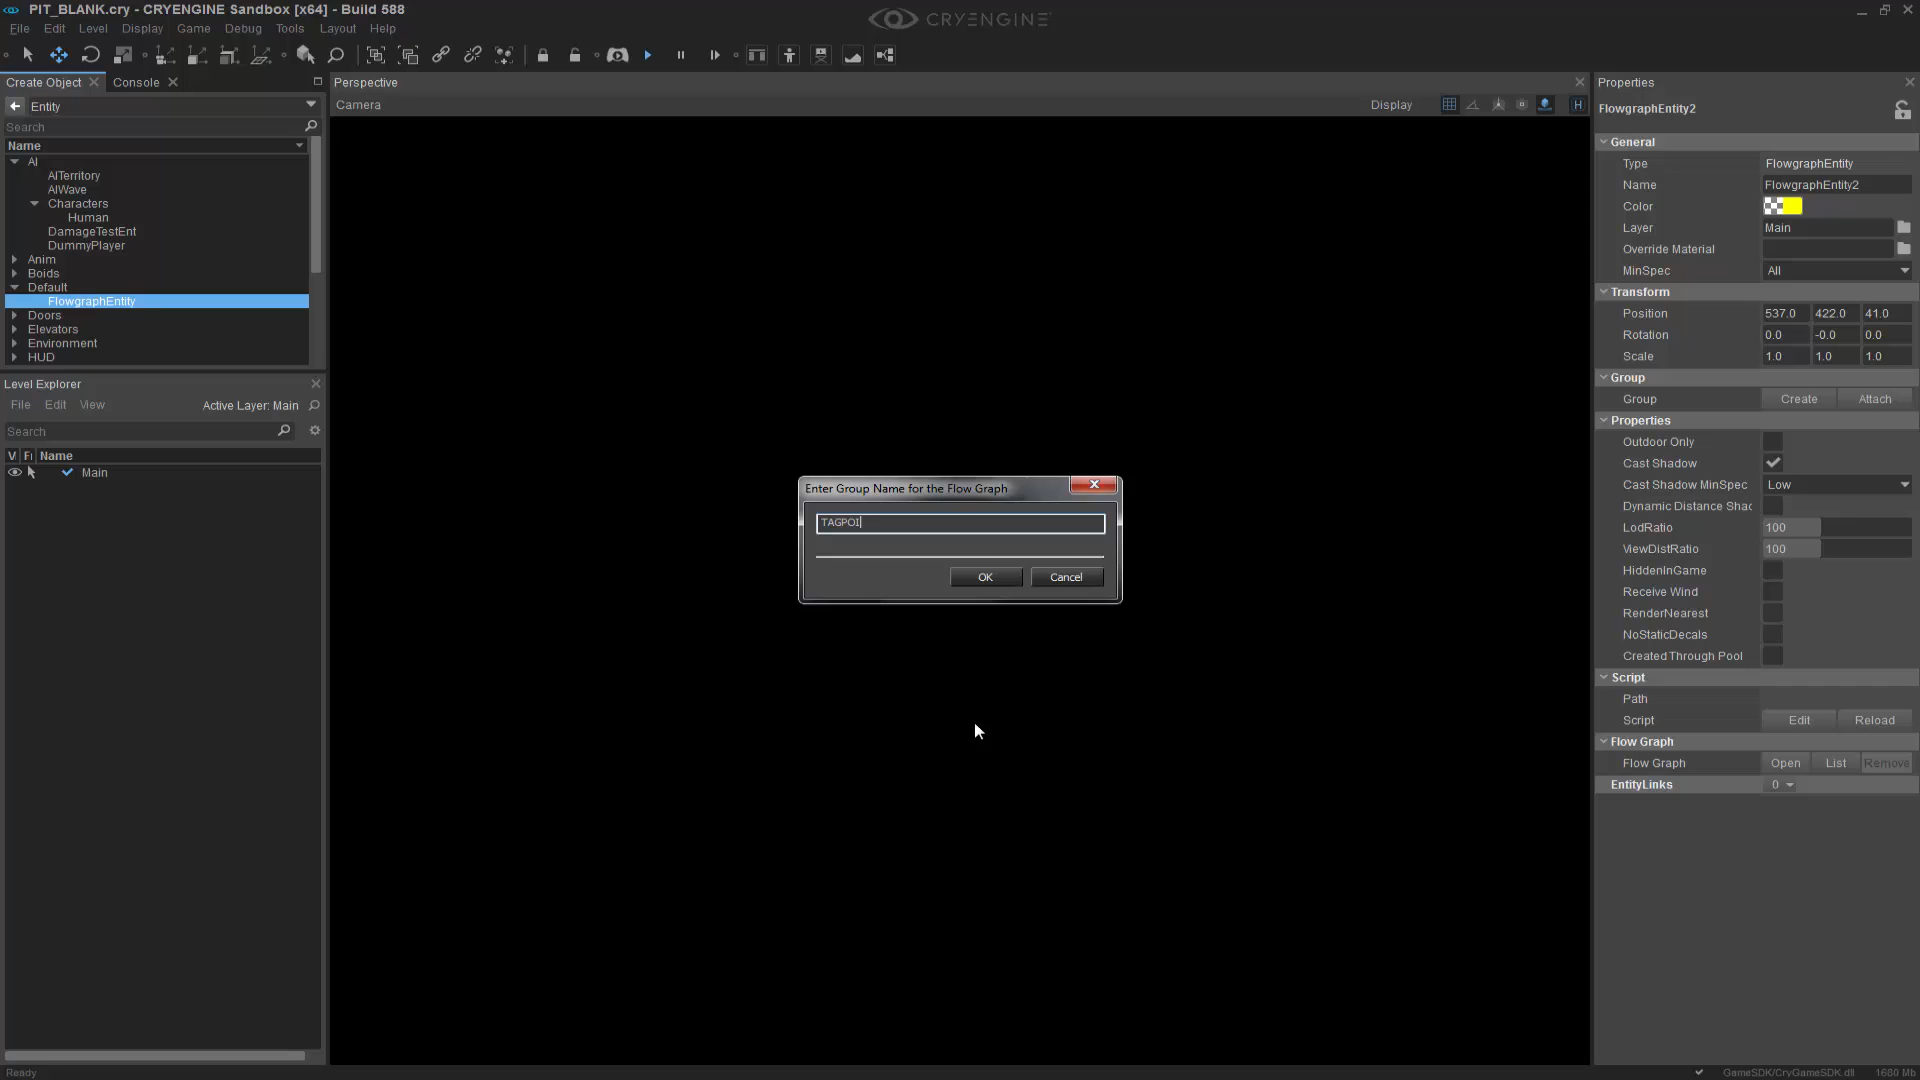 PIT_BLANK.cry - CRYENGINE Sandbox [x64] - Build 588
CRYENGINE
File Edit Level Display Game Debug Tools Layout Help
Create Object Console
Entity
Search
Name
AI
AITerritory
AIWave
Characters
Human
DamageTestEnt
DummyPlayer
Anim
Boids
Default
FlowgraphEntity
Doors
Elevators
Environment
HUD
Level Explorer
File Edit View Active Layer: Main
Search
V Fi Name
Main
Ready
Perspective
Camera Display H
Enter Group Name for the Flow Graph
TAGPOI
OK Cancel
Properties
FlowgraphEntity2
General
Type FlowgraphEntity
Name FlowgraphEntity2
Color
Layer Main
Override Material
MinSpec All
Transform
Position 537.0 422.0 41.0
Rotation 0.0 -0.0 0.0
Scale 1.0 1.0 1.0
Group
Group Create Attach
Properties
Outdoor Only
Cast Shadow
Cast Shadow MinSpec Low
Dynamic Distance Shac
LodRatio 100
ViewDistRatio 100
HiddenInGame
Receive Wind
RenderNearest
NoStaticDecals
Created Through Pool
Script
Path
Script Edit Reload
Flow Graph
Flow Graph Open List Remove
EntityLinks 0
GameSDK/CryGameSDK.dll 1680 Mb